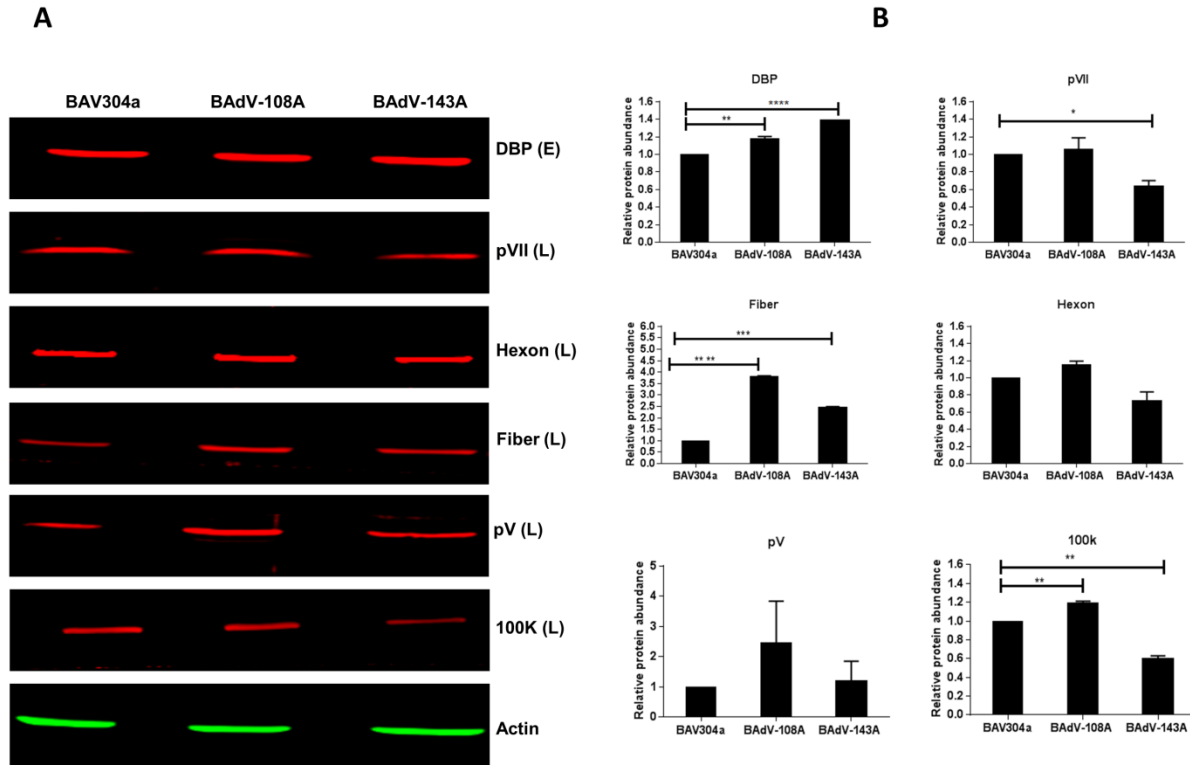 A
BAV304a BAdV-108A BAdV-143A
DBP (E)
pVII (L)
Hexon (L)
Fiber (L)
pV (L)
100K (L)
Actin
B
DBP
Relative protein abundance
1.6
1.4
1.2
1.0
0.8
0.6
0.4
0.2
0.0
****
**
BAV304a BAdV-108A BAdV-143A
pVII
Relative protein abundance
1.6
1.4
1.2
1.0
0.8
0.6
0.4
0.2
0.0
*
BAV304a BAdV-108A BAdV-143A
Fiber
Relative protein abundance
6.0
5.5
5.0
4.5
4.0
3.5
3.0
2.5
2.0
1.5
1.0
0.5
0.0
***
** **
BAV304a BAdV-108A BAdV-143A
Hexon
Relative protein abundance
1.6
1.4
1.2
1.0
0.8
0.6
0.4
0.2
0.0
BAV304a BAdV-108A BAdV-143A
pV
Relative protein abundance
5
4
3
2
1
0
BAV304a BAdV-108A BAdV-143A
100k
Relative protein abundance
1.6
1.4
1.2
1.0
0.8
0.6
0.4
0.2
0.0
**
**
BAV304a BAdV-108A BAdV-143A